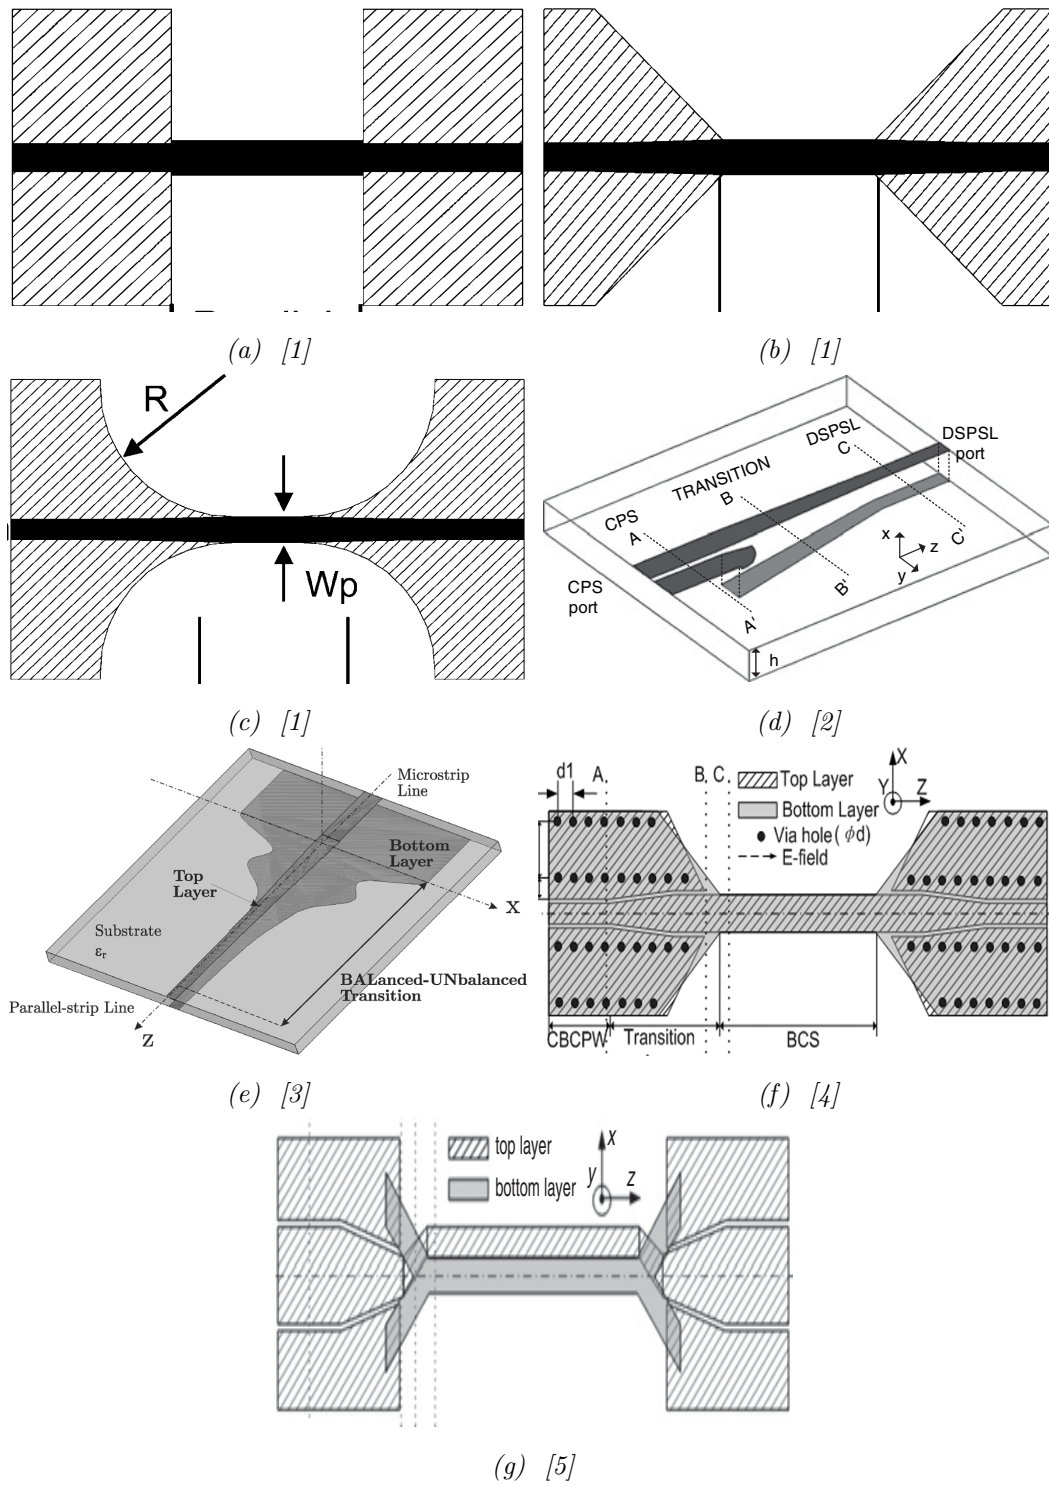 (a) [1]
(b) [1]
R
Wp
(c) [1]
DSPSL
C
DSPSL
port
TRANSITION
B
CPS
A
CPS
port
x
z
y
C'
B'
A'
h
(d) [2]
Microstrip
Line
Bottom
Layer
Top
Layer
X
Substrate
εr
BALanced-UNbalanced
Transition
Parallel-strip Line
Z
(e) [3]
d1
A
B
C
Top Layer
Bottom Layer
Via hole(ϕd)
E-field
X
Y
Z
CBCPW
Transition
BCS
(f) [4]
top layer
bottom layer
x
y
z
(g) [5]